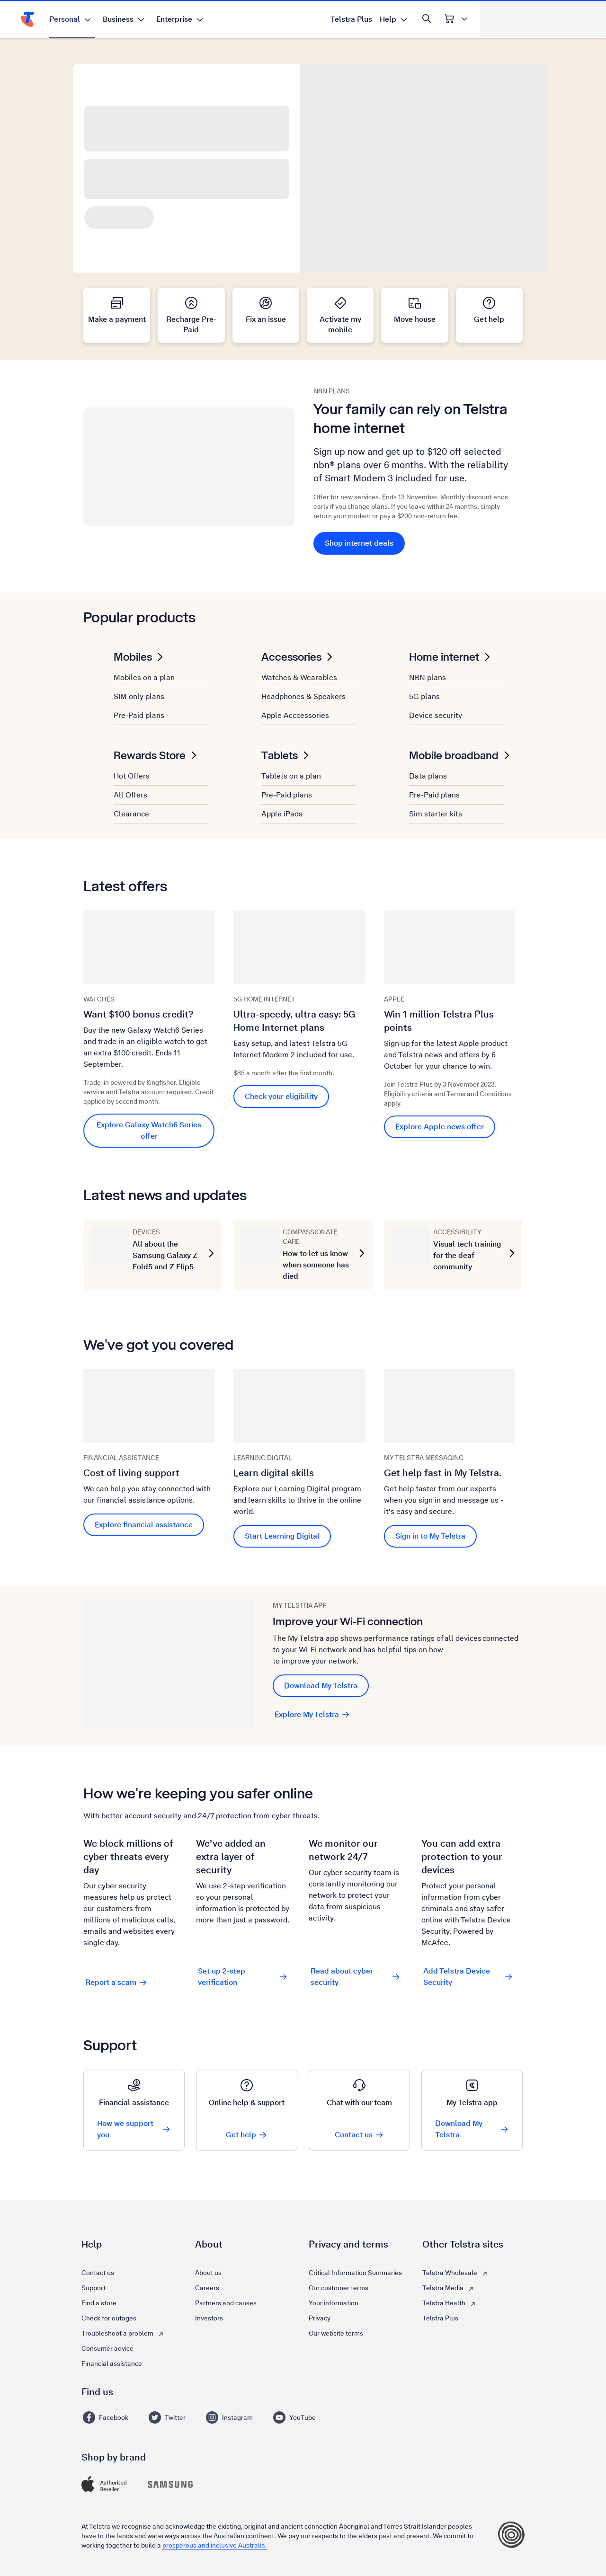 Personal
Business
Enterprise
Telstra Plus
Help
Make a payment
Recharge Pre-
Paid
Fix an issue
Activate my
mobile
Move house
Get help
NBN PLANS
Your family can rely on Telstra
home internet
Sign up now and get up to $120 off selected
nbn® plans over 6 months. With the reliability
of Smart Modem 3 included for use.
Offer for new services. Ends 13 November. Monthly discount ends
early if you change plans. If you leave within 24 months, simply
return your modem or pay a $200 non-return fee.
Shop internet deals
Popular products
Mobiles
Mobiles on a plan
SIM only plans
Pre-Paid plans
Accessories
Watches & Wearables
Headphones & Speakers
Apple Acccessories
Home internet
NBN plans
5G plans
Device security
Rewards Store
Hot Offers
All Offers
Clearance
Tablets
Tablets on a plan
Pre-Paid plans
Apple iPads
Mobile broadband
Data plans
Pre-Paid plans
Sim starter kits
Latest offers
WATCHES
Want $100 bonus credit?
Buy the new Galaxy Watch6 Series
and trade in an eligible watch to get
an extra $100 credit. Ends 11
September.
Trade-in powered by Kingfisher. Eligible
service and Telstra account required. Credit
applied by second month.
Explore Galaxy Watch6 Series
offer
5G HOME INTERNET
Ultra-speedy, ultra easy: 5G
Home Internet plans
Easy setup, and latest Telstra 5G
Internet Modem 2 included for use.
$85 a month after the first month.
Check your eligibility
APPLE
Win 1 million Telstra Plus
points
Sign up for the latest Apple product
and Telstra news and offers by 6
October for your chance to win.
Join Telstra Plus by 3 November 2023.
Eligibility criteria and Terms and Conditions
apply.
Explore Apple news offer
Latest news and updates
DEVICES
All about the
Samsung Galaxy Z
Fold5 and Z Flip5
COMPASSIONATE
CARE
How to let us know
when someone has
died
ACCESSIBILITY
Visual tech training
for the deaf
community
We've got you covered
FINANCIAL ASSISTANCE
Cost of living support
We can help you stay connected with
our financial assistance options.
Explore financial assistance
LEARNING DIGITAL
Learn digital skills
Explore our Learning Digital program
and learn skills to thrive in the online
world.
Start Learning Digital
MY TELSTRA MESSAGING
Get help fast in My Telstra.
Get help faster from our experts
when you sign in and message us -
it's easy and secure.
Sign in to My Telstra
MY TELSTRA APP
Improve your Wi-Fi connection
The My Telstra app shows performance ratings of all devices connected
to your Wi-Fi network and has helpful tips on how
to improve your network.
Download My Telstra
Explore My Telstra
How we're keeping you safer online
With better account security and 24/7 protection from cyber threats.
We block millions of
cyber threats every
day
Our cyber security
measures help us protect
our customers from
millions of malicious calls,
emails and websites every
single day.
Report a scam
We've added an
extra layer of
security
We use 2-step verification
so your personal
information is protected by
more than just a password.
Set up 2-step
verification
We monitor our
network 24/7
Our cyber security team is
constantly monitoring our
network to protect your
data from suspicious
activity.
Read about cyber
security
You can add extra
protection to your
devices
Protect your personal
information from cyber
criminals and stay safer
online with Telstra Device
Security. Powered by
McAfee.
Add Telstra Device
Security
Support
Financial assistance
How we support
you
Online help & support
Get help
Chat with our team
Contact us
My Telstra app
Download My
Telstra
Help
Contact us
Support
Find a store
Check for outages
Troubleshoot a problem
Consumer advice
Financial assistance
About
About us
Careers
Partners and causes
Investors
Privacy and terms
Critical Information Summaries
Our customer terms
Your information
Privacy
Our website terms
Other Telstra sites
Telstra Wholesale
Telstra Media
Telstra Health
Telstra Plus
Find us
Facebook
Twitter
Instagram
YouTube
Shop by brand
Authorised
Reseller
SAMSUNG
At Telstra we recognise and acknowledge the existing, original and ancient connection Aboriginal and Torres Strait Islander peoples
have to the lands and waterways across the Australian continent. We pay our respects to the elders past and present. We commit to
working together to build a prosperous and inclusive Australia.